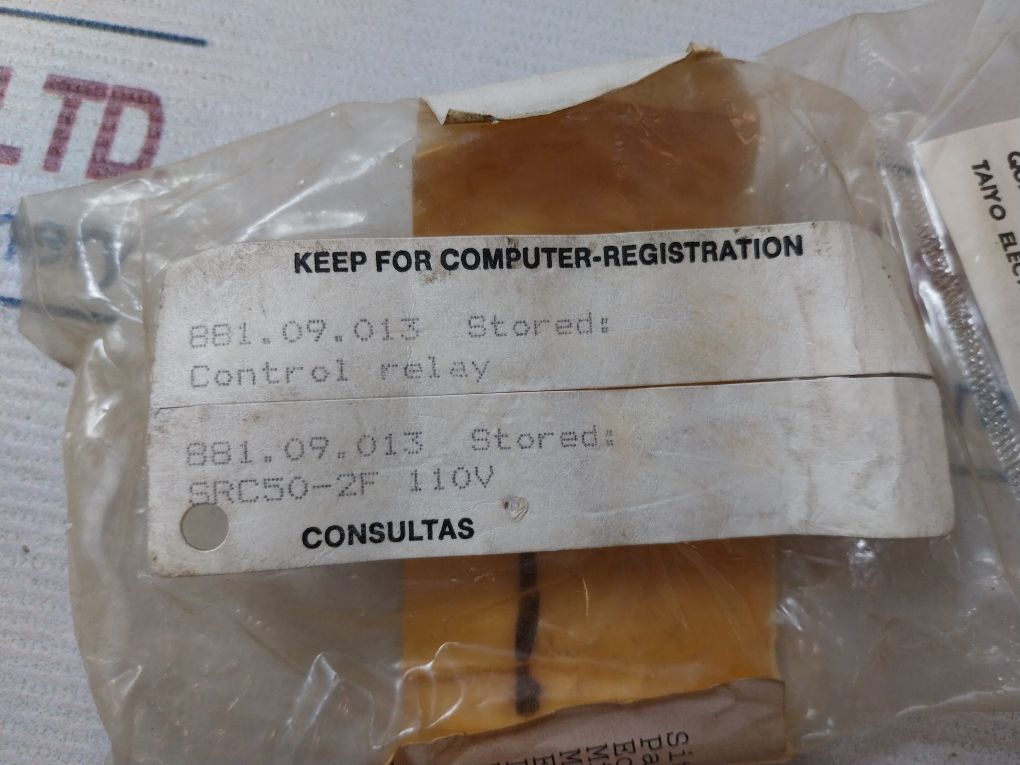 LTD.
KEEP FOR COMPUTER-REGISTRATION
881.09.013 Stored:
Control relay
881.09.013 Stored:
SRC50-2F 110V
CONSULTAS
TAIYO